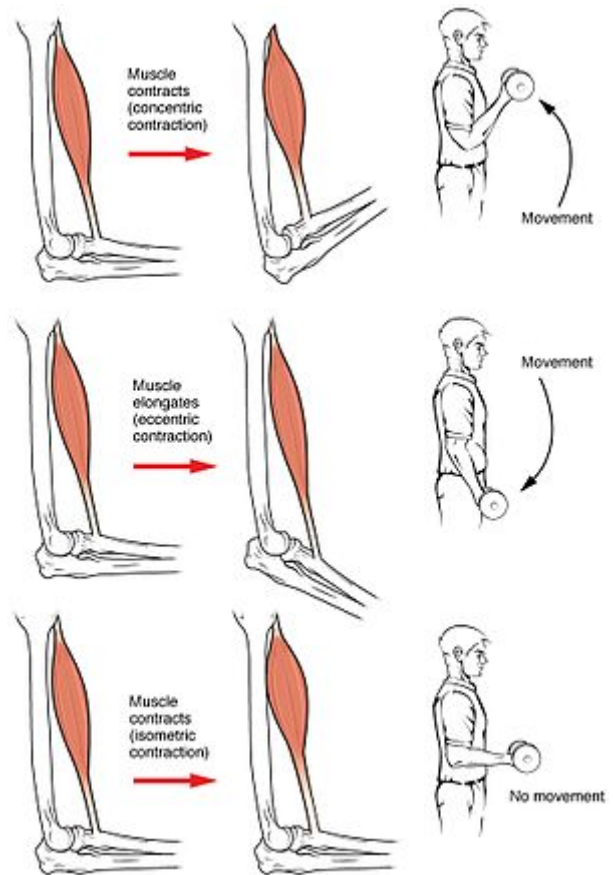 Muscle
contracts
(concentric
contraction)
Movement
Muscle
elongates
(eccentric
contraction)
Movement
Muscle
contracts
(isometric
contraction)
No movement